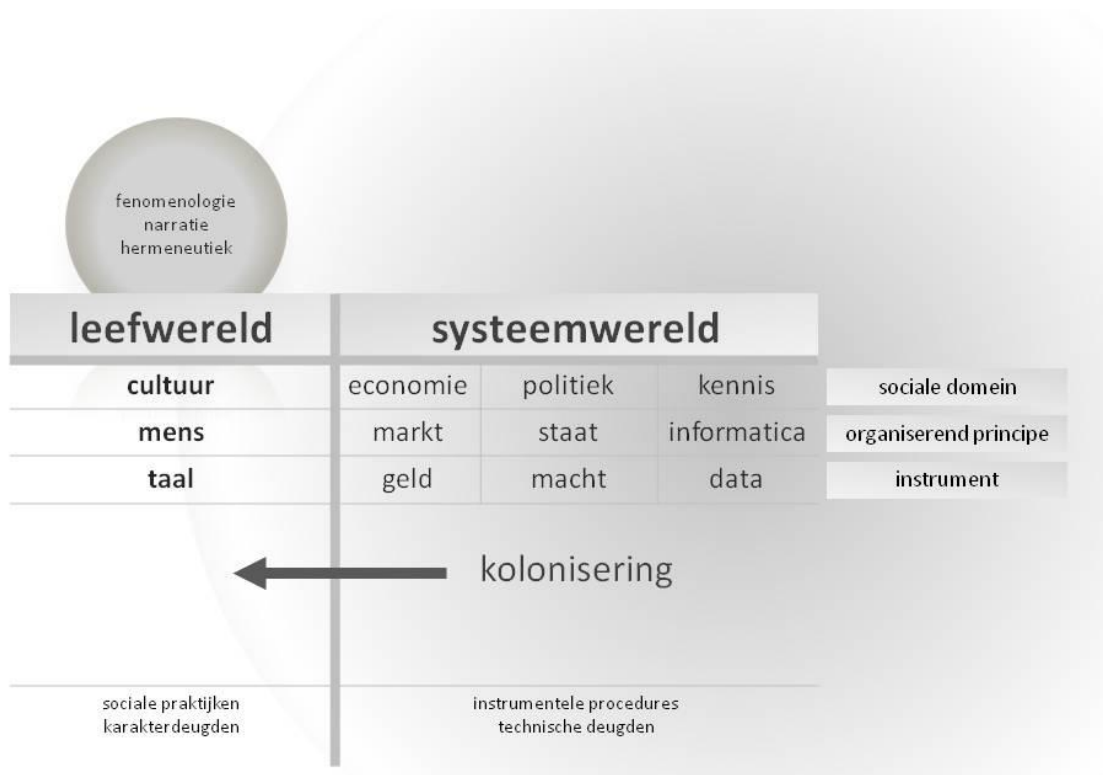 fenomenologie
narratie
hermeneutiek
leefwereld systeemwereld
cultuur economie politiek kennis sociale domein
mens markt staat informatica organiserend principe
taal geld macht data instrument
kolonisering
sociale praktijken instrumentele procedures
karakterdeugden technische deugden